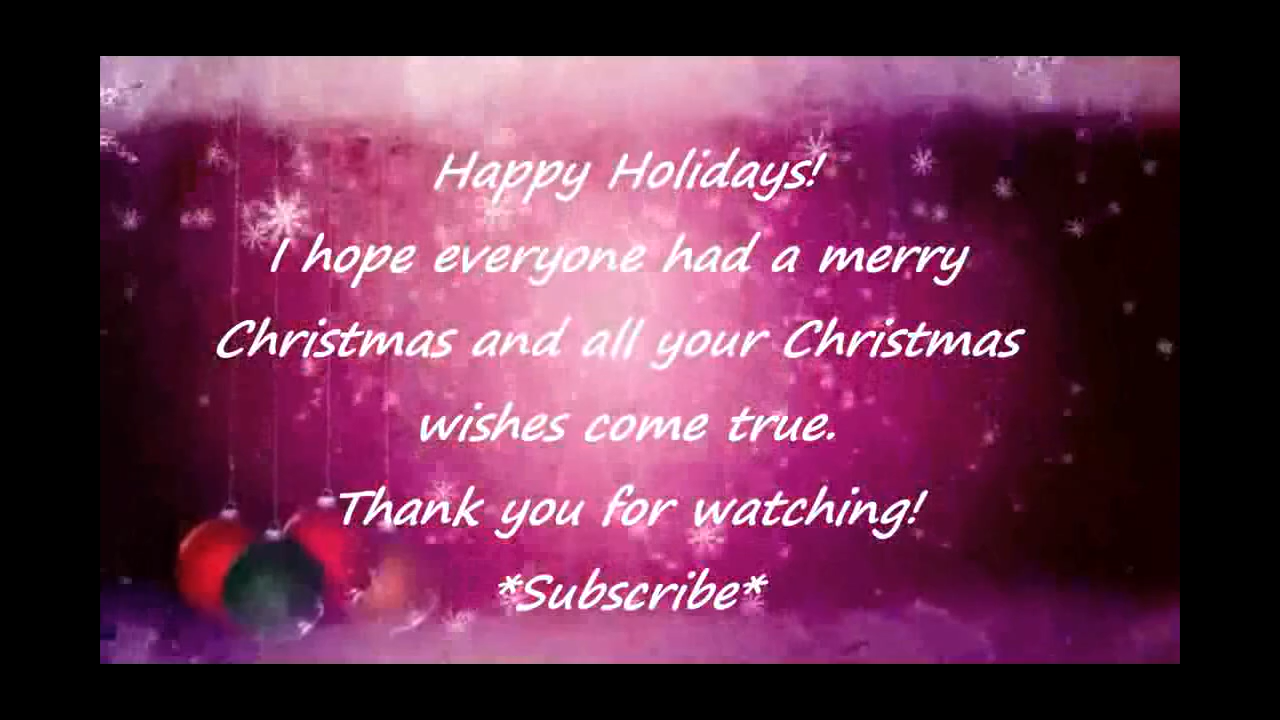 Happy Holidays!
I hope everyone had a merry
Christmas and all your Christmas
wishes come true.
Thank you for watching!
*Subscribe*